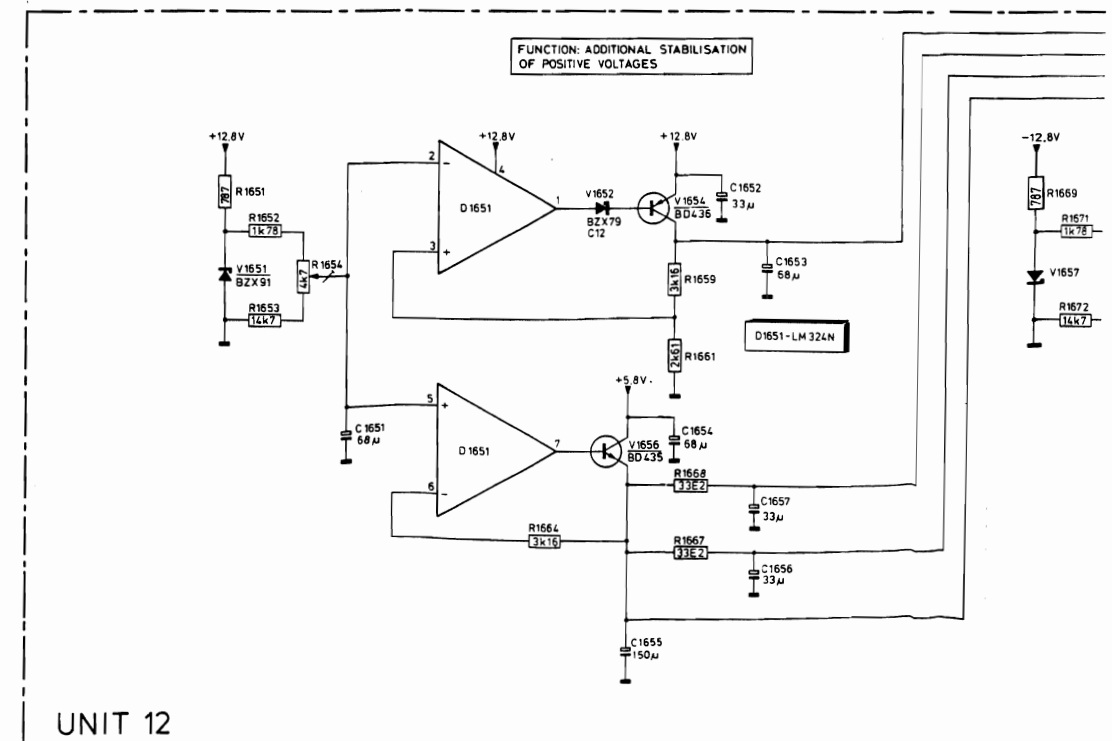 FUNCTION: ADDITIONAL STABILISATION
OF POSITIVE VOLTAGES
+12.8V
+12.8V
+12.8V
-12.8V
2
-
4
R1651
787
R1652
1k78
V1651
BZX91
R1654
4k7
R1653
14k7
D1651
1
V1652
BZX79
C12
V1654
BD436
C1652
33μ
3
+
R1659
3k16
C1653
68μ
R1669
787
R1671
1k78
V1657
R1672
14k7
D1651-LM324N
R1661
2k61
+5.8V.
5
+
C1651
68μ
D1651
7
V1656
BD435
C1654
68μ
6
-
R1668
33E2
C1657
33μ
R1664
3k16
R1667
33E2
C1656
33μ
C1655
150μ
UNIT 12